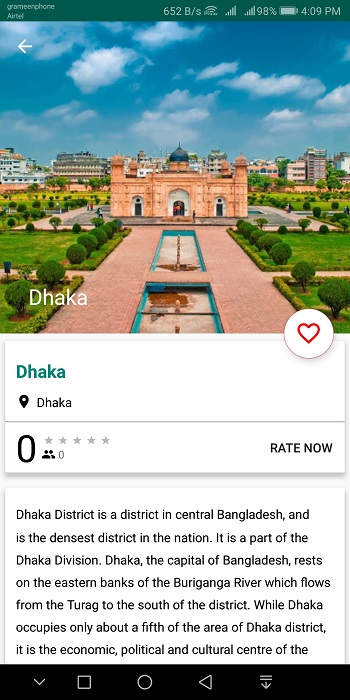 grameenphone
Airtel
652 B/s 98% 4:09 PM
Dhaka
Dhaka
Dhaka
0
0
RATE NOW
Dhaka District is a district in central Bangladesh, and
is the densest district in the nation. It is a part of the
Dhaka Division. Dhaka, the capital of Bangladesh, rests
on the eastern banks of the Buriganga River which flows
from the Turag to the south of the district. While Dhaka
occupies only about a fifth of the area of Dhaka district,
it is the economic, political and cultural centre of the